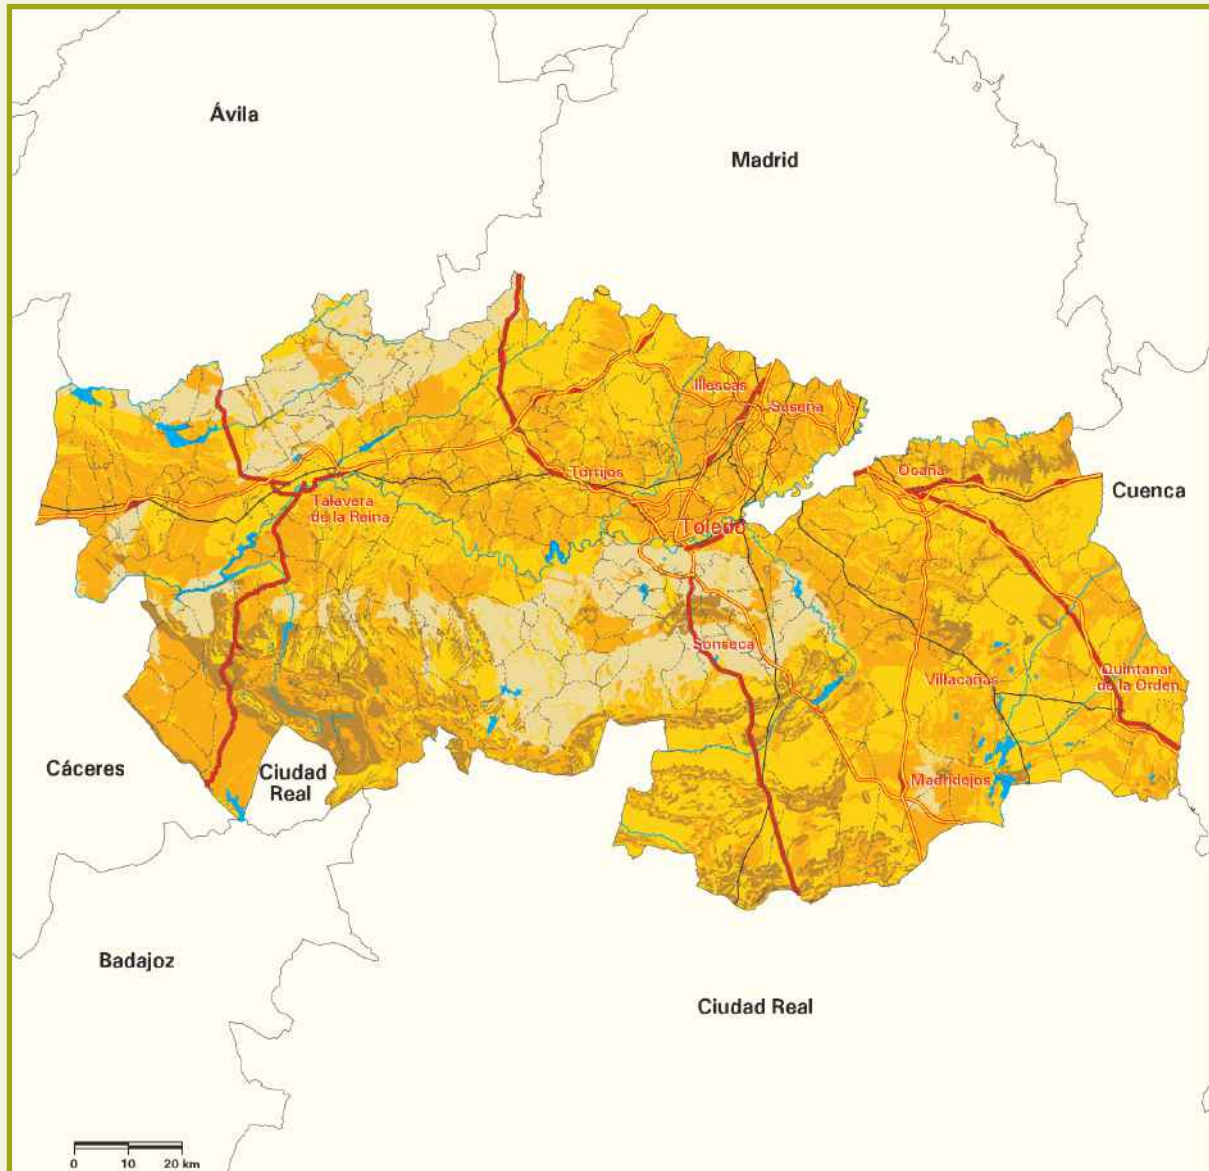 Ávila
Madrid
Illescas
Seseña
Ocaña
Cuenca
Torrijos
Talavera
de la Reina
Toledo
Sonseca
Villacañas
Quintanar
de la Orden
Cáceres
Ciudad
Real
Madridejos
Badajoz
Ciudad Real
0 10 20 km